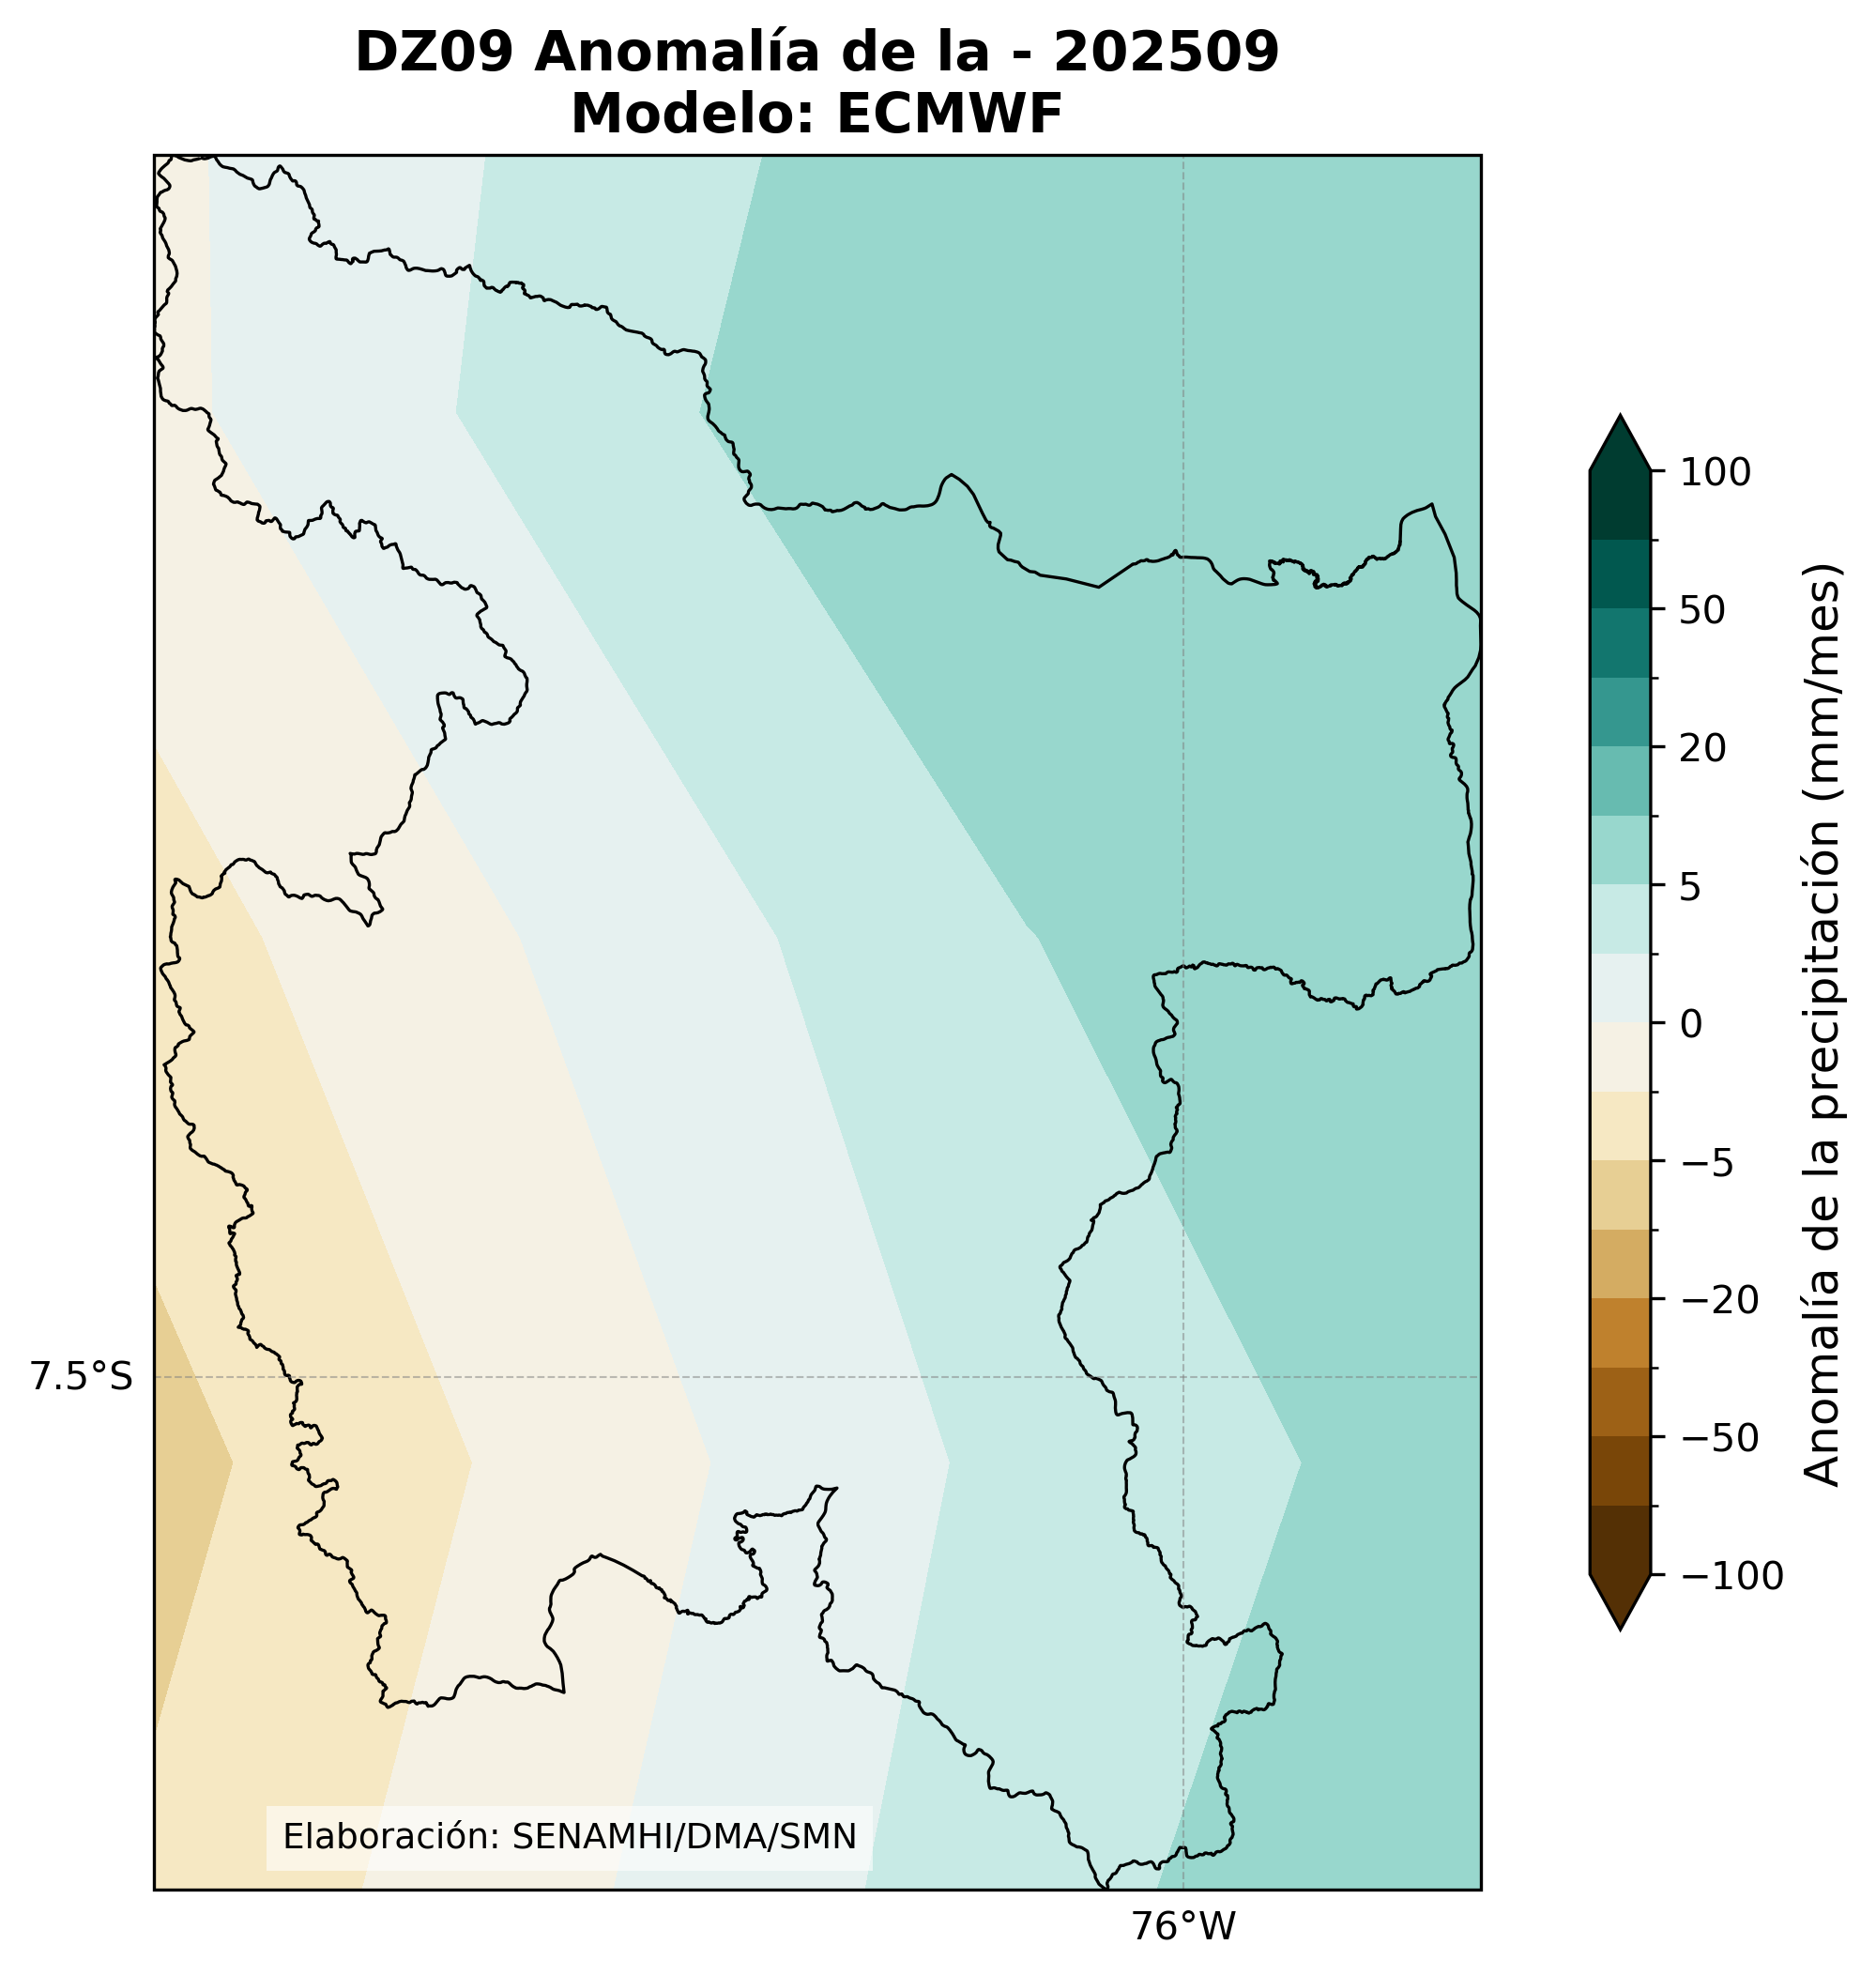 DZ09 Anomalía de la - 202509
Modelo: ECMWF
100
50
20
5
0
−5
−20
−50
−100
Anomalía de la precipitación (mm/mes)
7.5°S
Elaboración: SENAMHI/DMA/SMN
76°W